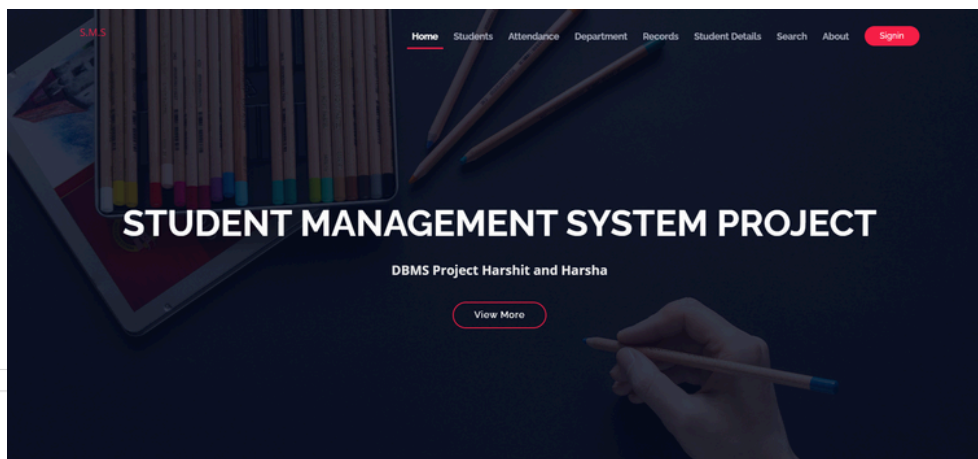 S.M.S
Home Students Attendance Department Records Student Details Search About Signin
STUDENT MANAGEMENT SYSTEM PROJECT
DBMS Project Harshit and Harsha
View More